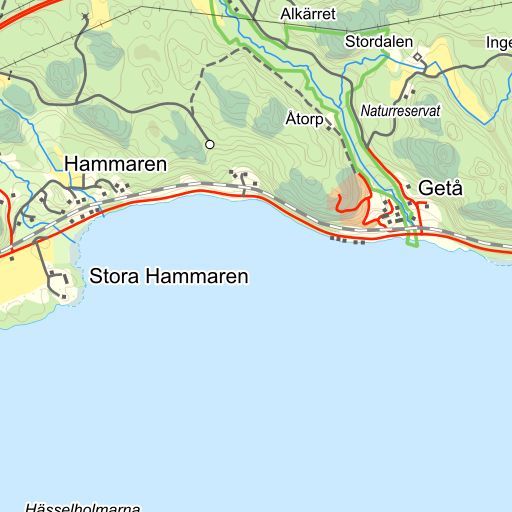 Alkärret
Stordalen
Inge
Naturreservat
Åtorp
Hammaren
Getå
Stora Hammaren
Hässelholmarna